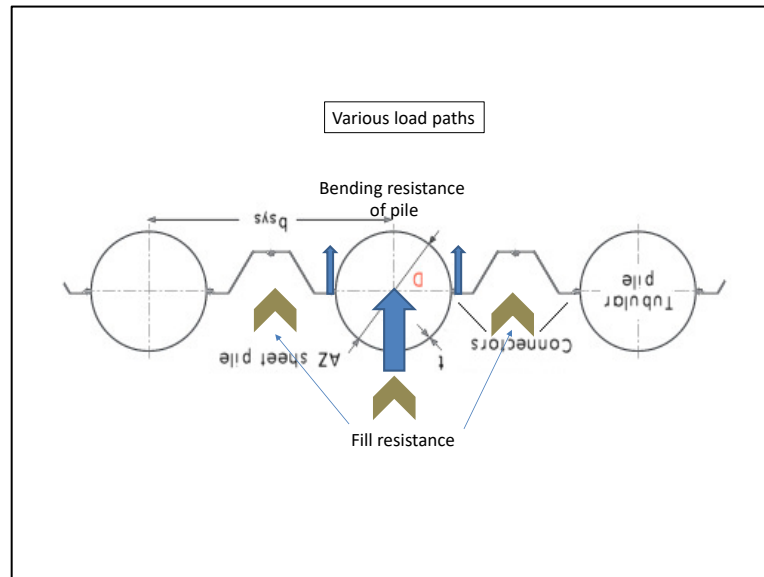 Various load paths
Bending resistance
of pile
bsys
D
Tubular
pile
AZ sheet pile
t
Connectors
Fill resistance